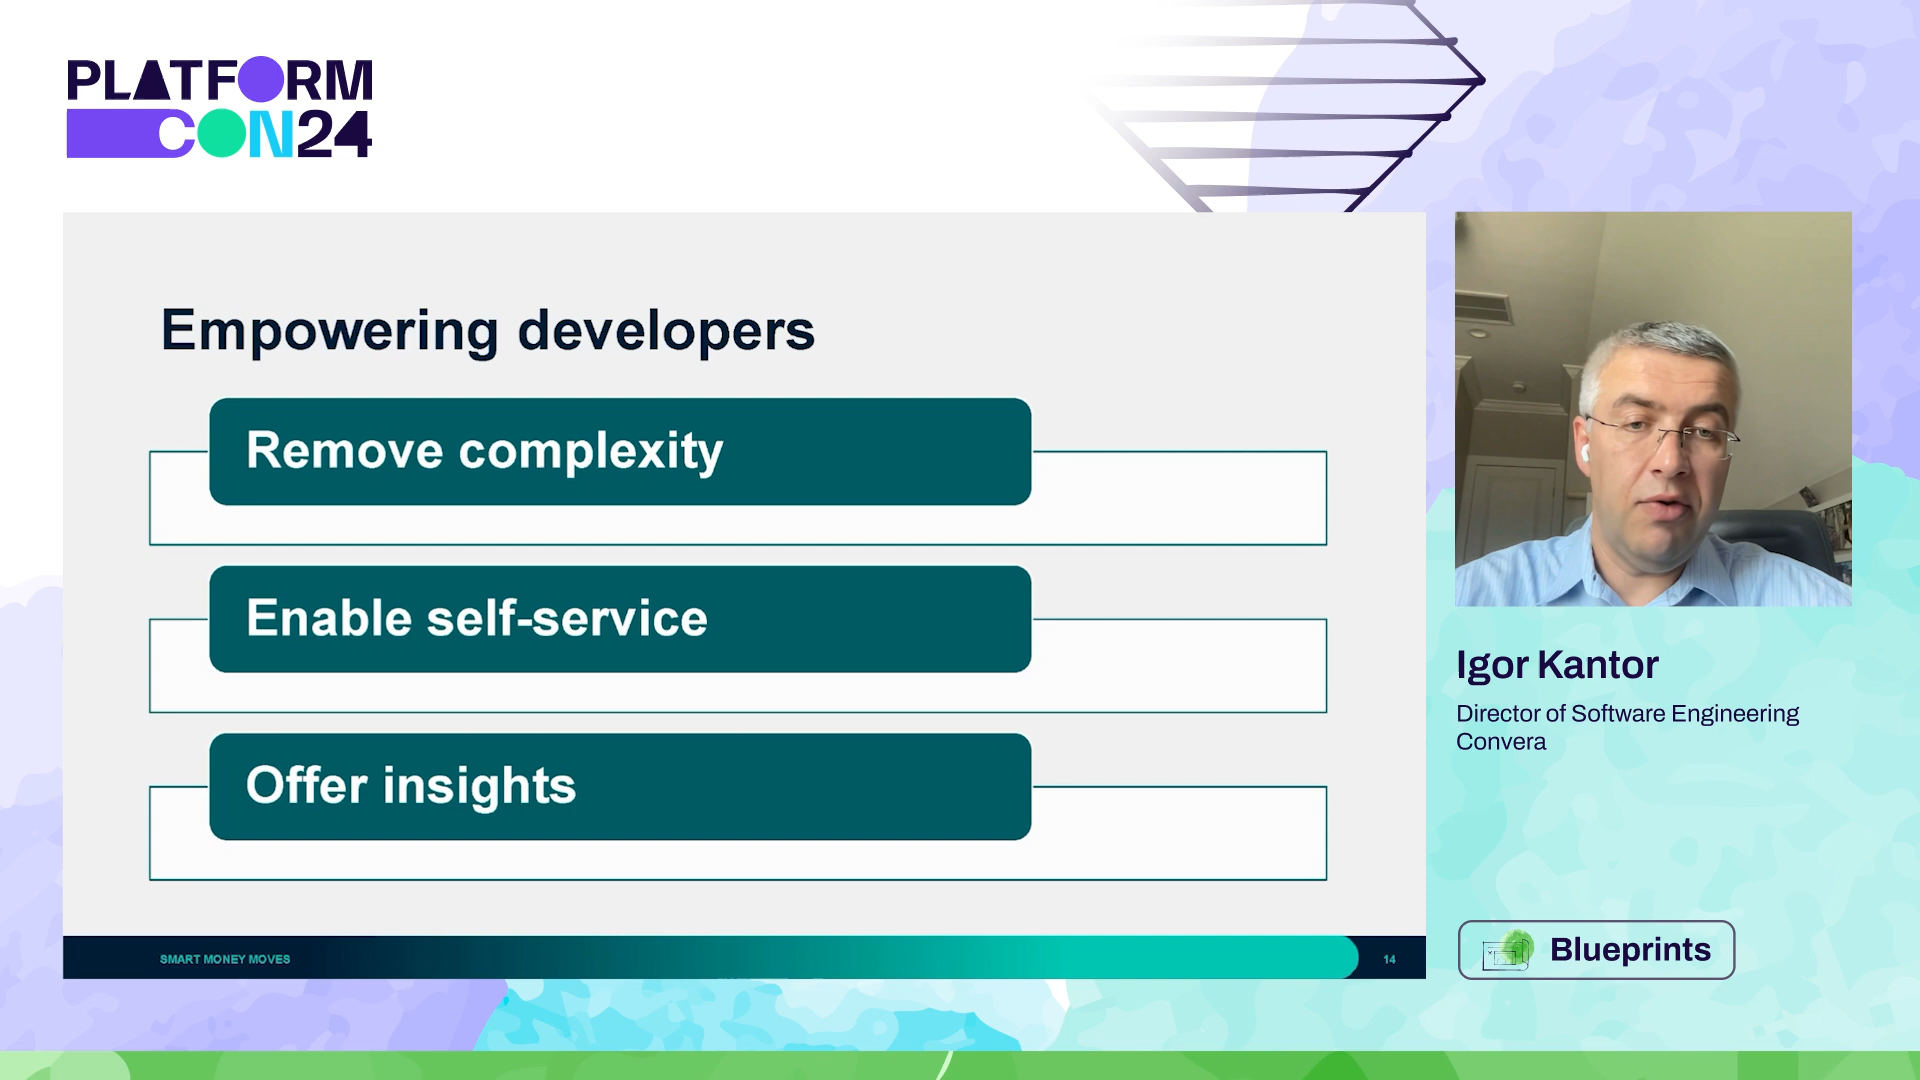 PLATFORM
CON24
Empowering developers
Remove complexity
Enable self-service
Offer insights
SMART MONEY MOVES
14
Igor Kantor
Director of Software Engineering
Convera
Blueprints